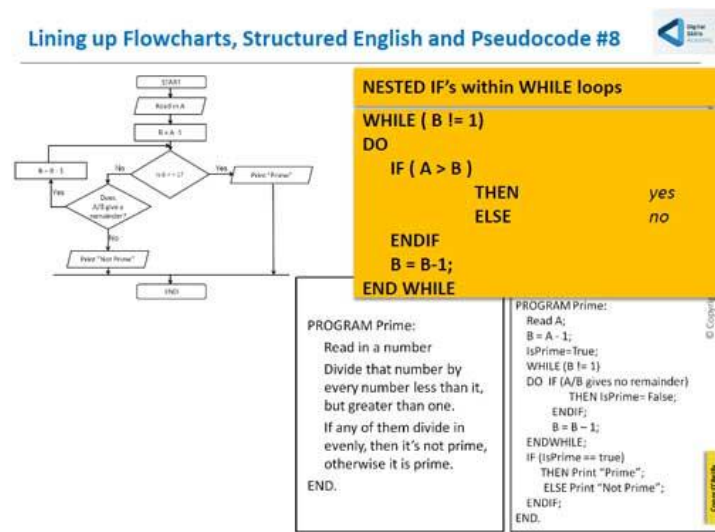 Lining up Flowcharts, Structured English and Pseudocode #8
Digital
Skills
Academy
START
Read in A
B = A - 1
B = B - 1
No
Yes
Print "Prime"
Yes
Does
A/B give a
remainder?
No
Print "Not Prime"
END
NESTED IF's within WHILE loops
WHILE ( B != 1)
DO
IF ( A > B )
THEN yes
ELSE no
ENDIF
B = B-1;
END WHILE
PROGRAM Prime:
Read in a number
Divide that number by
every number less than it,
but greater than one.
If any of them divide in
evenly, then it's not prime,
otherwise it is prime.
END.
PROGRAM Prime:
Read A;
B = A - 1;
IsPrime=True;
WHILE (B != 1)
DO IF (A/B gives no remainder)
THEN IsPrime= False;
ENDIF;
B = B – 1;
ENDWHILE;
IF (IsPrime == true)
THEN Print "Prime";
ELSE Print "Not Prime";
ENDIF;
END.